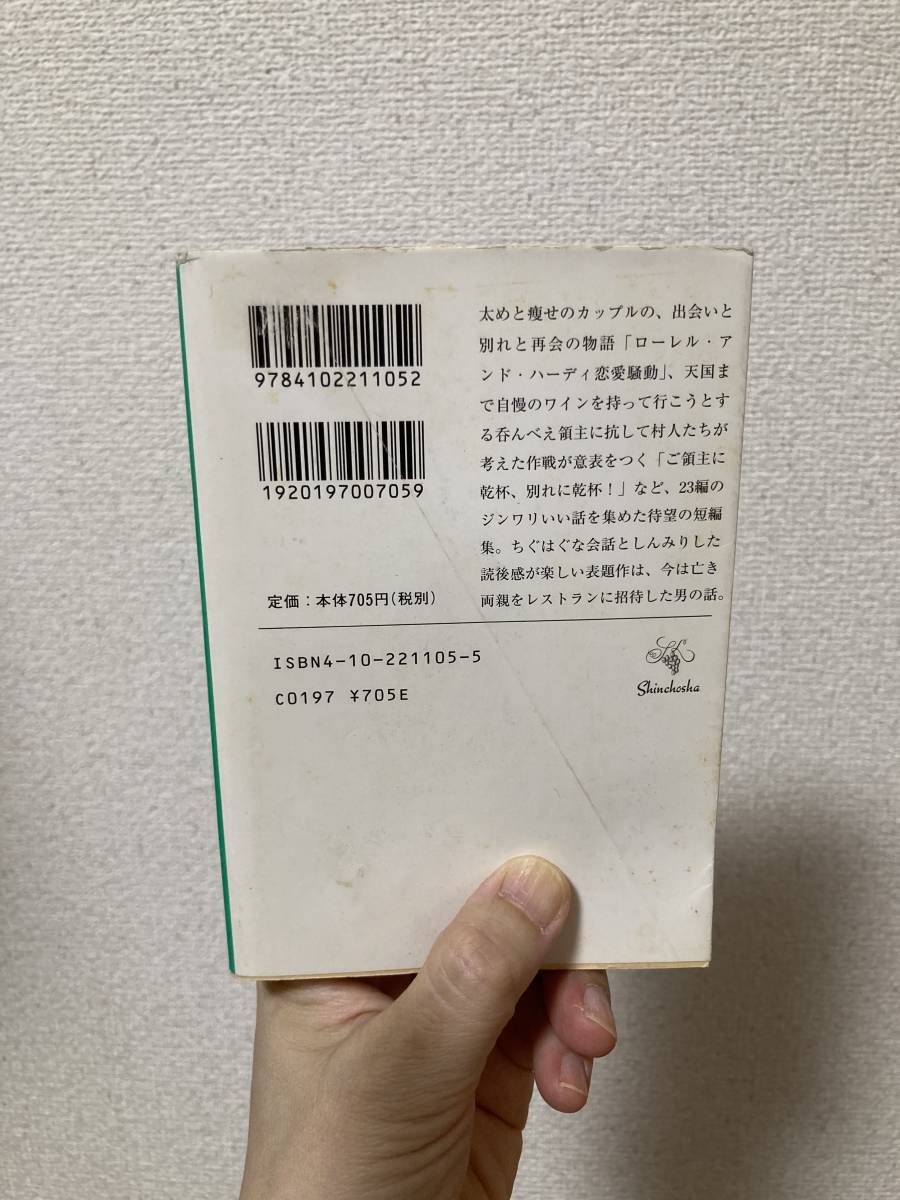 9784102211052
1920197007059
定価：本体705円(税別)
ISBN4-10-221105-5
C0197 ¥705E
太めと瘦せのカップルの、出会いと
別れと再会の物語「ローレル・ア
ンド・ハーディ恋愛騒動」、天国ま
で自慢のワインを持って行こうとす
る呑んべえ領主に抗して村人たちが
考えた作戦が意表をつく「ご領主に
乾杯、別れに乾杯！」など、23編の
ジンワリいい話を集めた待望の短編
集。ちぐはぐな会話としんみりした
読後感が楽しい表題作は、今は亡き
両親をレストランに招待した男の話。
Shinchosha